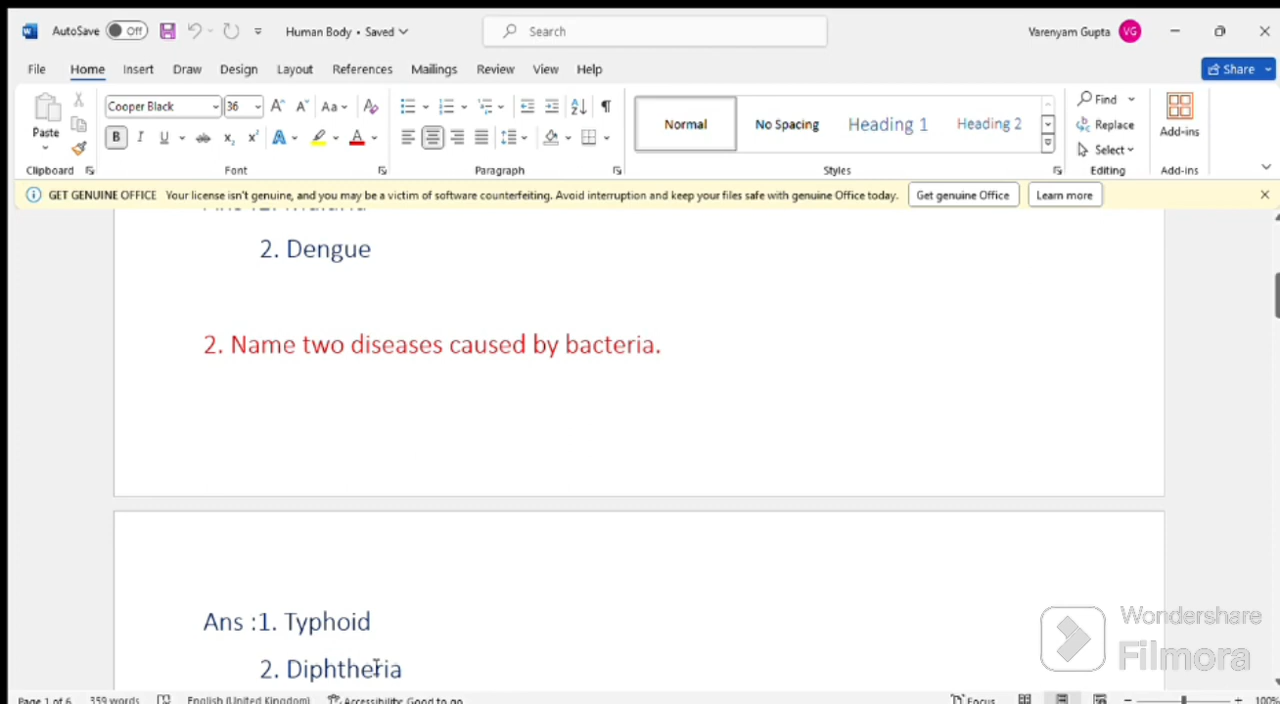 AutoSave Off Human Body • Saved Search Varenyam Gupta VG
File Home Insert Draw Design Layout References Mailings Review View Help Share
Paste Cooper Black 36 Aa Normal No Spacing Heading 1 Heading 2 Find Replace Select Add-ins
Clipboard Font Paragraph Styles Editing Add-ins
GET GENUINE OFFICE Your license isn't genuine, and you may be a victim of software counterfeiting. Avoid interruption and keep your files safe with genuine Office today. Get genuine Office Learn more
2. Dengue
2. Name two diseases caused by bacteria.
Ans :1. Typhoid
2. Diphtheria
Wondershare
Filmora
Page 1 of 6 359 words English (United Kingdom) Accessibility: Good to go Focus 100%